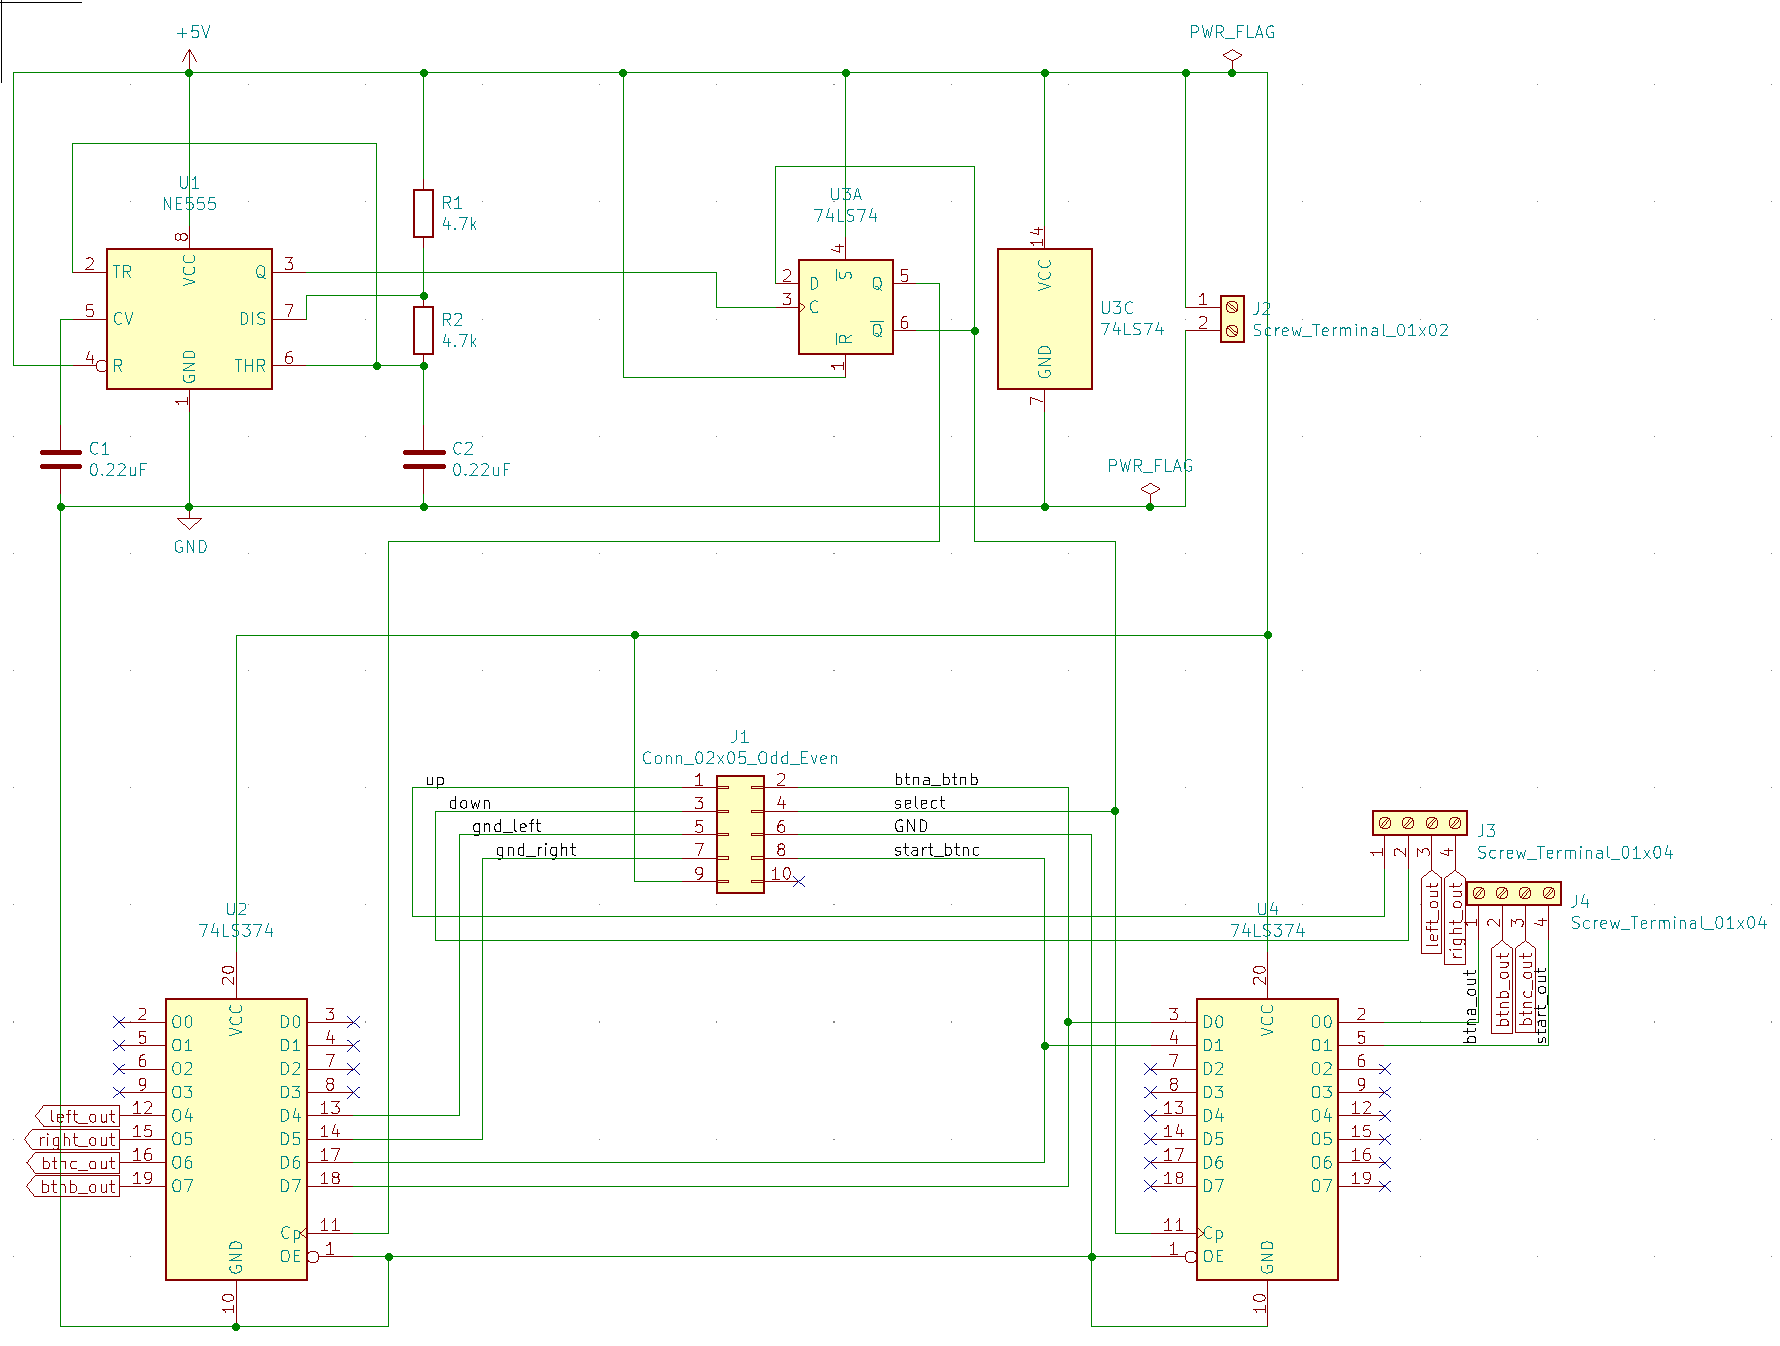 +5V
PWR_FLAG
U1
NE555
8
VCC
2 TR
Q 3
5 CV
DIS 7
4 R
THR 6
GND
1
R1
4.7k
R2
4.7k
C1
0.22uF
C2
0.22uF
GND
U3A
74LS74
4
S
2 D
Q 5
3 C
Q 6
R
1
14
VCC
U3C
74LS74
GND
7
1
2
J2
Screw_Terminal_01x02
PWR_FLAG
J1
Conn_02x05_Odd_Even
up 1
2 btna_btnb
down 3
4 select
gnd_left 5
6 GND
gnd_right 7
8 start_btnc
9
10
J3
Screw_Terminal_01x04
1
2
3
4
left_out
right_out
J4
Screw_Terminal_01x04
1
2
3
4
btna_out
btnb_out
btnc_out
start_out
U2
74LS374
20
VCC
2 O0
D0 3
5 O1
D1 4
6 O2
D2 7
9 O3
D3 8
left_out 12 O4
D4 13
right_out 15 O5
D5 14
btnc_out 16 O6
D6 17
btnb_out 19 O7
D7 18
Cp 11
OE 1
GND
10
U4
74LS374
20
VCC
3 D0
O0 2
4 D1
O1 5
7 D2
O2 6
8 D3
O3 9
13 D4
O4 12
14 D5
O5 15
17 D6
O6 16
18 D7
O7 19
11 Cp
1 OE
GND
10